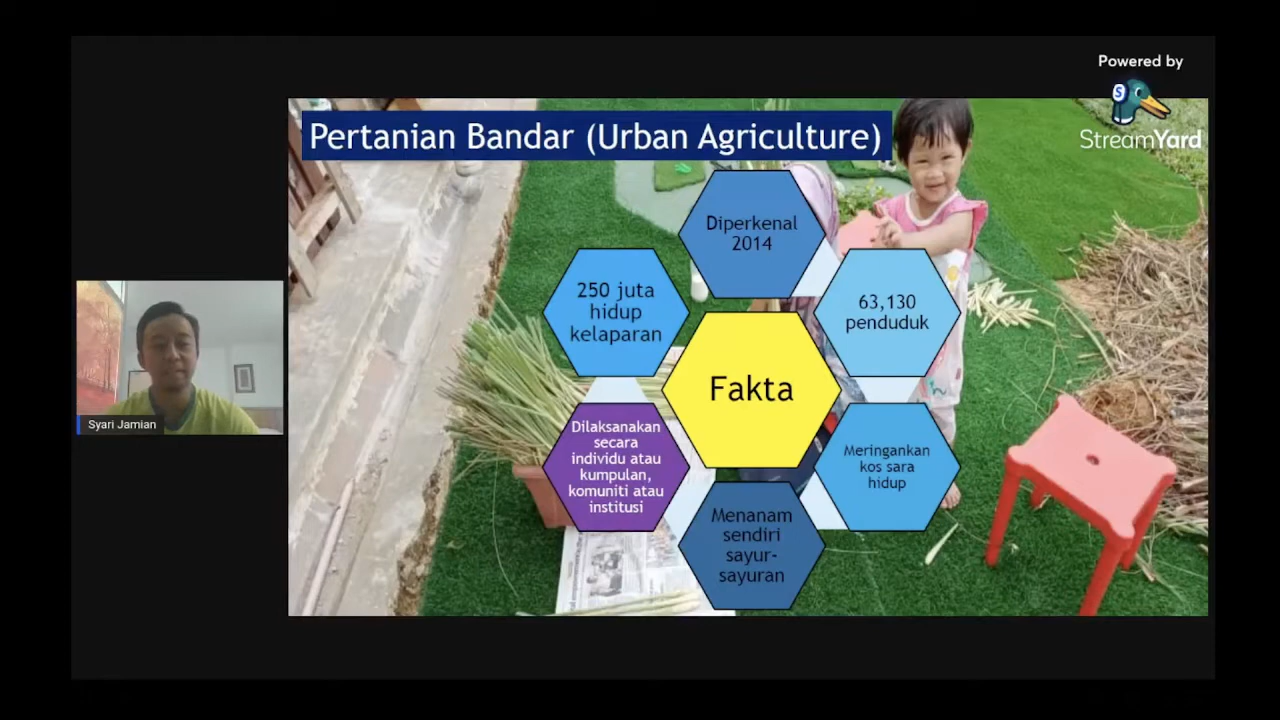 Powered by
StreamYard
Pertanian Bandar (Urban Agriculture)
Diperkenal
2014
63,130
penduduk
Meringankan
kos sara
hidup
Menanam
sendiri
sayur-
sayuran
Dilaksanakan
secara
individu atau
kumpulan,
komuniti atau
institusi
250 juta
hidup
kelaparan
Fakta
Syari Jamian